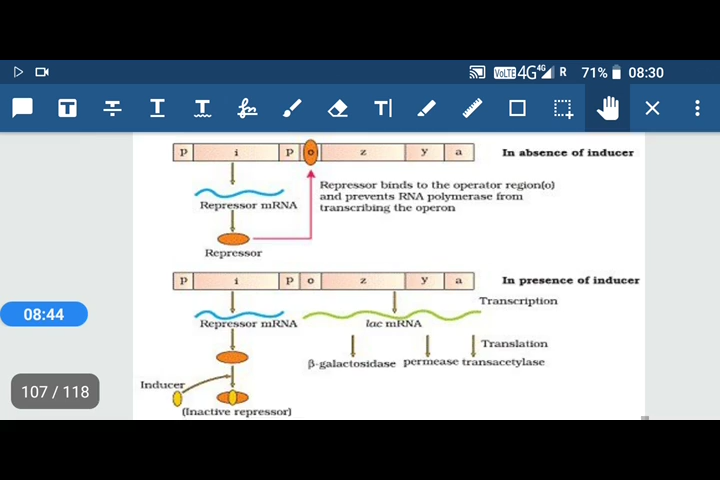 VoLTE 4G 4G R 71% 08:30
T T T T T
p i p o z y a In absence of inducer
Repressor binds to the operator region(o)
and prevents RNA polymerase from
transcribing the operon
Repressor mRNA
Repressor
p i p o z y a In presence of inducer
Transcription
Repressor mRNA lac mRNA
08:44
Translation
β-galactosidase permease transacetylase
Inducer
107 / 118
(Inactive repressor)